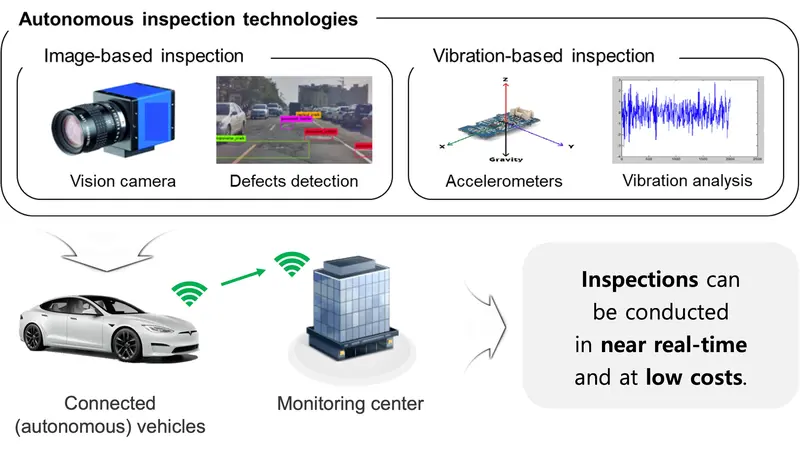 Autonomous inspection technologies
Image-based inspection
Vibration-based inspection
Z
X
Y
Gravity
Vision camera
Defects detection
Accelerometers
Vibration analysis
Inspections can
be conducted
in near real-time
and at low costs.
Connected
(autonomous) vehicles
Monitoring center